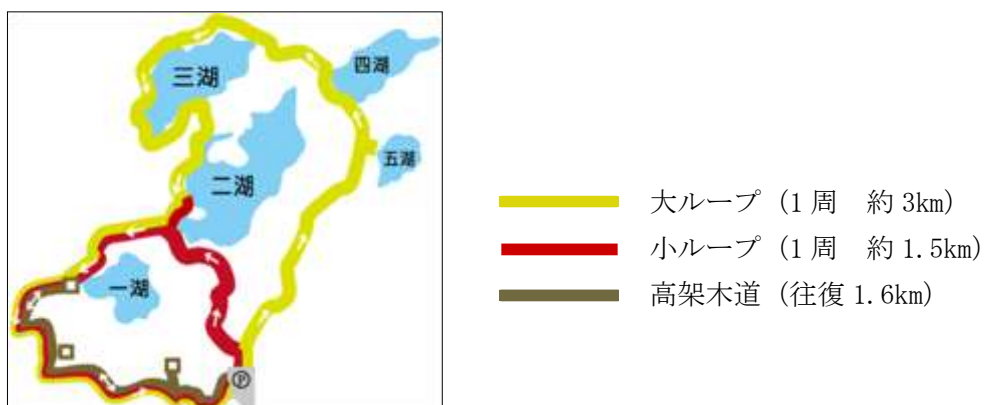 三湖
四湖
五湖
二湖
一湖
P
大ループ（1周　約3km）
小ループ（1周　約1.5km）
高架木道（往復1.6km）